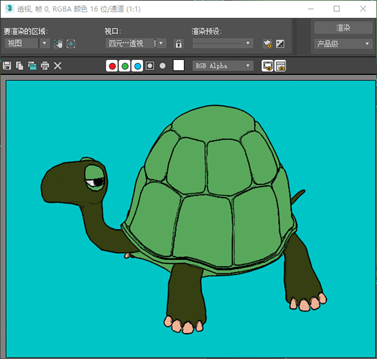 透视, 帧 0, RGBA 颜色 16 位/通道 (1:1)
要渲染的区域:
视口:
渲染预设:
渲染
视图
四元…透视
产品级
RGB Alpha